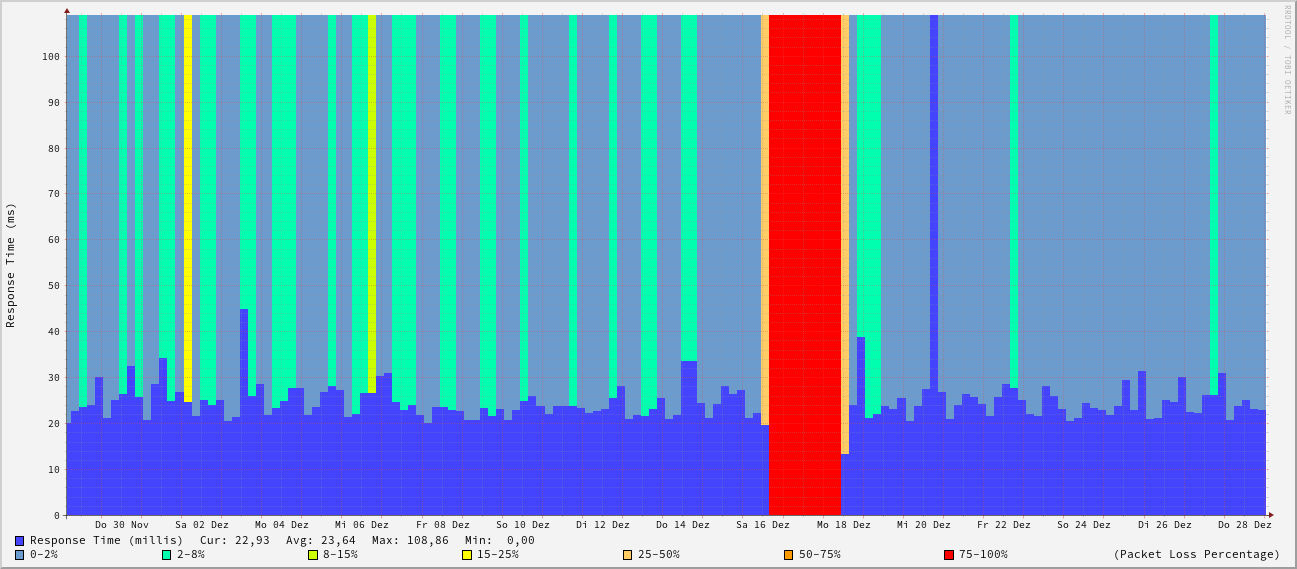 RRDTOOL / TOBI OETIKER
Response Time (ms)
100
90
80
70
60
50
40
30
20
10
0
Do 30 Nov Sa 02 Dez Mo 04 Dez Mi 06 Dez Fr 08 Dez So 10 Dez Di 12 Dez Do 14 Dez Sa 16 Dez Mo 18 Dez Mi 20 Dez Fr 22 Dez So 24 Dez Di 26 Dez Do 28 Dez
Response Time (millis) Cur: 22,93 Avg: 23,64 Max: 108,86 Min: 0,00
0-2% 2-8% 8-15% 15-25% 25-50% 50-75% 75-100% (Packet Loss Percentage)